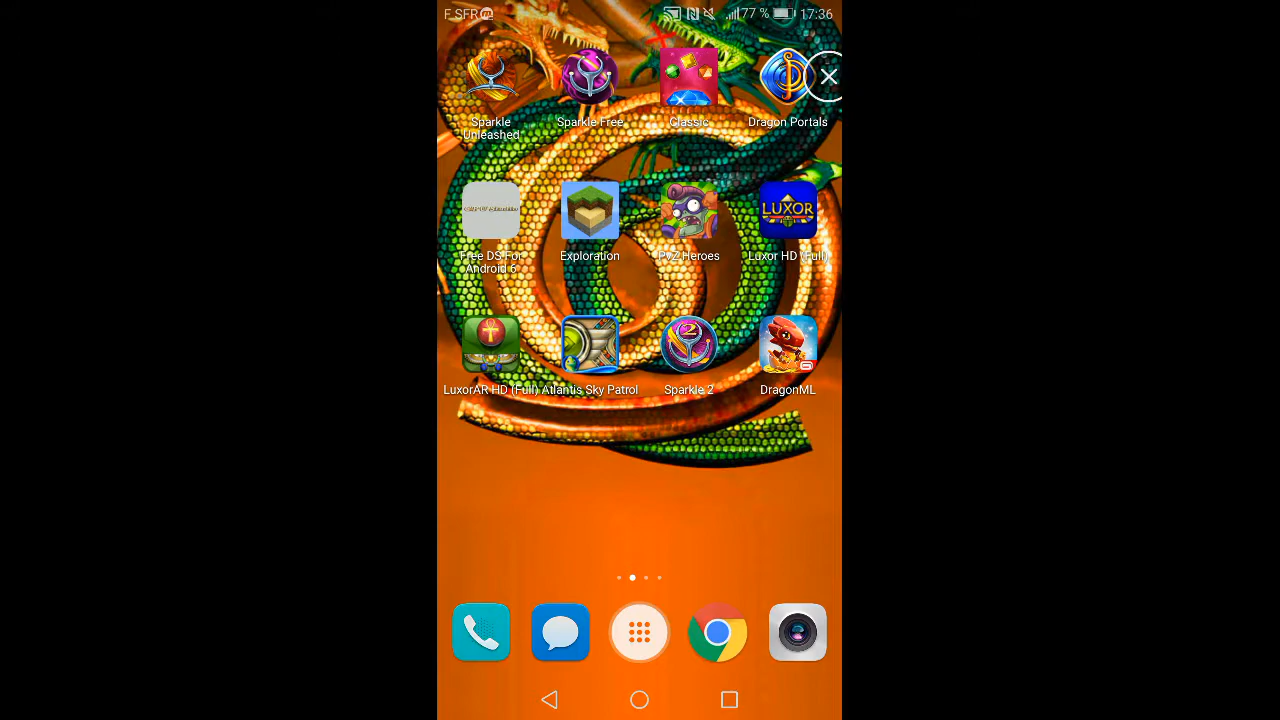 F SFR 77 % 17:36
Sparkle Unleashed
Sparkle Free
Classic
Dragon Portals
Free DS For Android 6
Exploration
PvZ Heroes
LUXOR
Luxor HD (Full)
LuxorAR HD (Full)
Atlantis Sky Patrol
2
Sparkle 2
DragonML